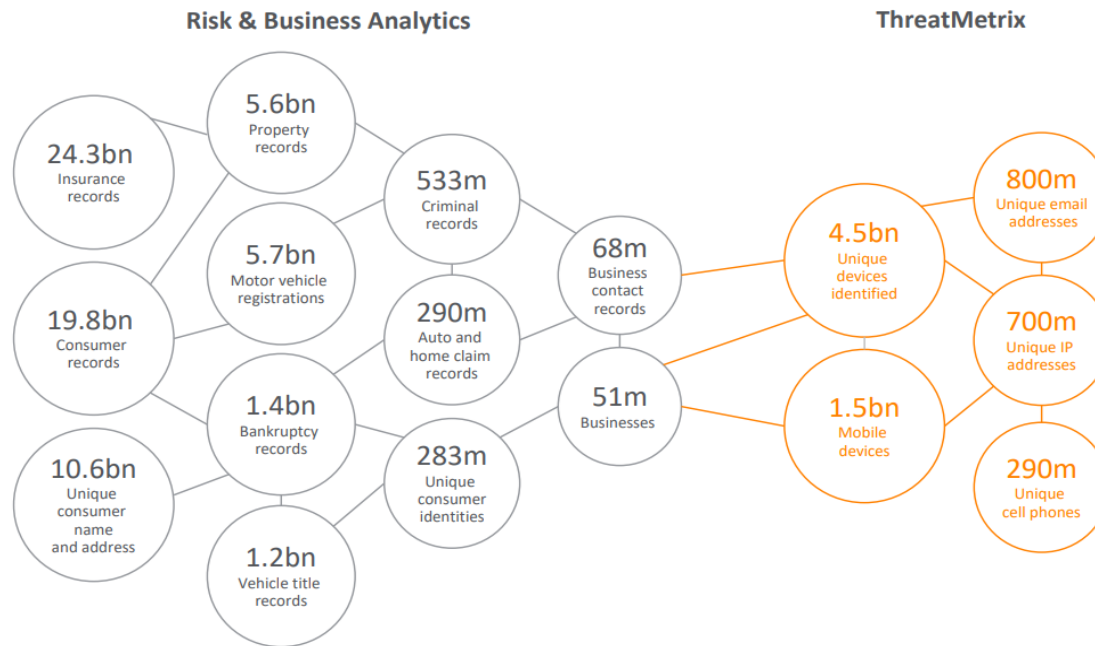 Risk & Business Analytics
ThreatMetrix
24.3bn
Insurance
records
19.8bn
Consumer
records
10.6bn
Unique
consumer
name
and address
5.6bn
Property
records
5.7bn
Motor vehicle
registrations
1.4bn
Bankruptcy
records
1.2bn
Vehicle title
records
533m
Criminal
records
290m
Auto and
home claim
records
283m
Unique
consumer
identities
68m
Business
contact
records
51m
Businesses
4.5bn
Unique
devices
identified
1.5bn
Mobile
devices
800m
Unique email
addresses
700m
Unique IP
addresses
290m
Unique
cell phones